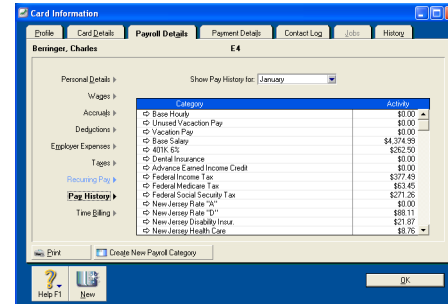 Card Information
Profile Card Details Payroll Details Payment Details Contact Log Jobs History
Berringer, Charles E4
Personal Details
Wages
Accruals
Deductions
Employer Expenses
Taxes
Recurring Pay
Pay History
Time Billing
Show Pay History for: January
Category Activity
Base Hourly $0.00
Unused Vacaction Pay $0.00
Vacation Pay $0.00
Base Salary $4,374.99
401K 6% $262.50
Dental Insurance $0.00
Advance Earned Income Credit $0.00
Federal Income Tax $377.49
Federal Medicare Tax $63.45
Federal Social Security Tax $271.26
New Jersey Rate "A" $0.00
New Jersey Rate "D" $88.11
New Jersey Disability Insur. $21.87
New Jersey Health Care $8.76
Print Create New Payroll Category
Help F1 New OK